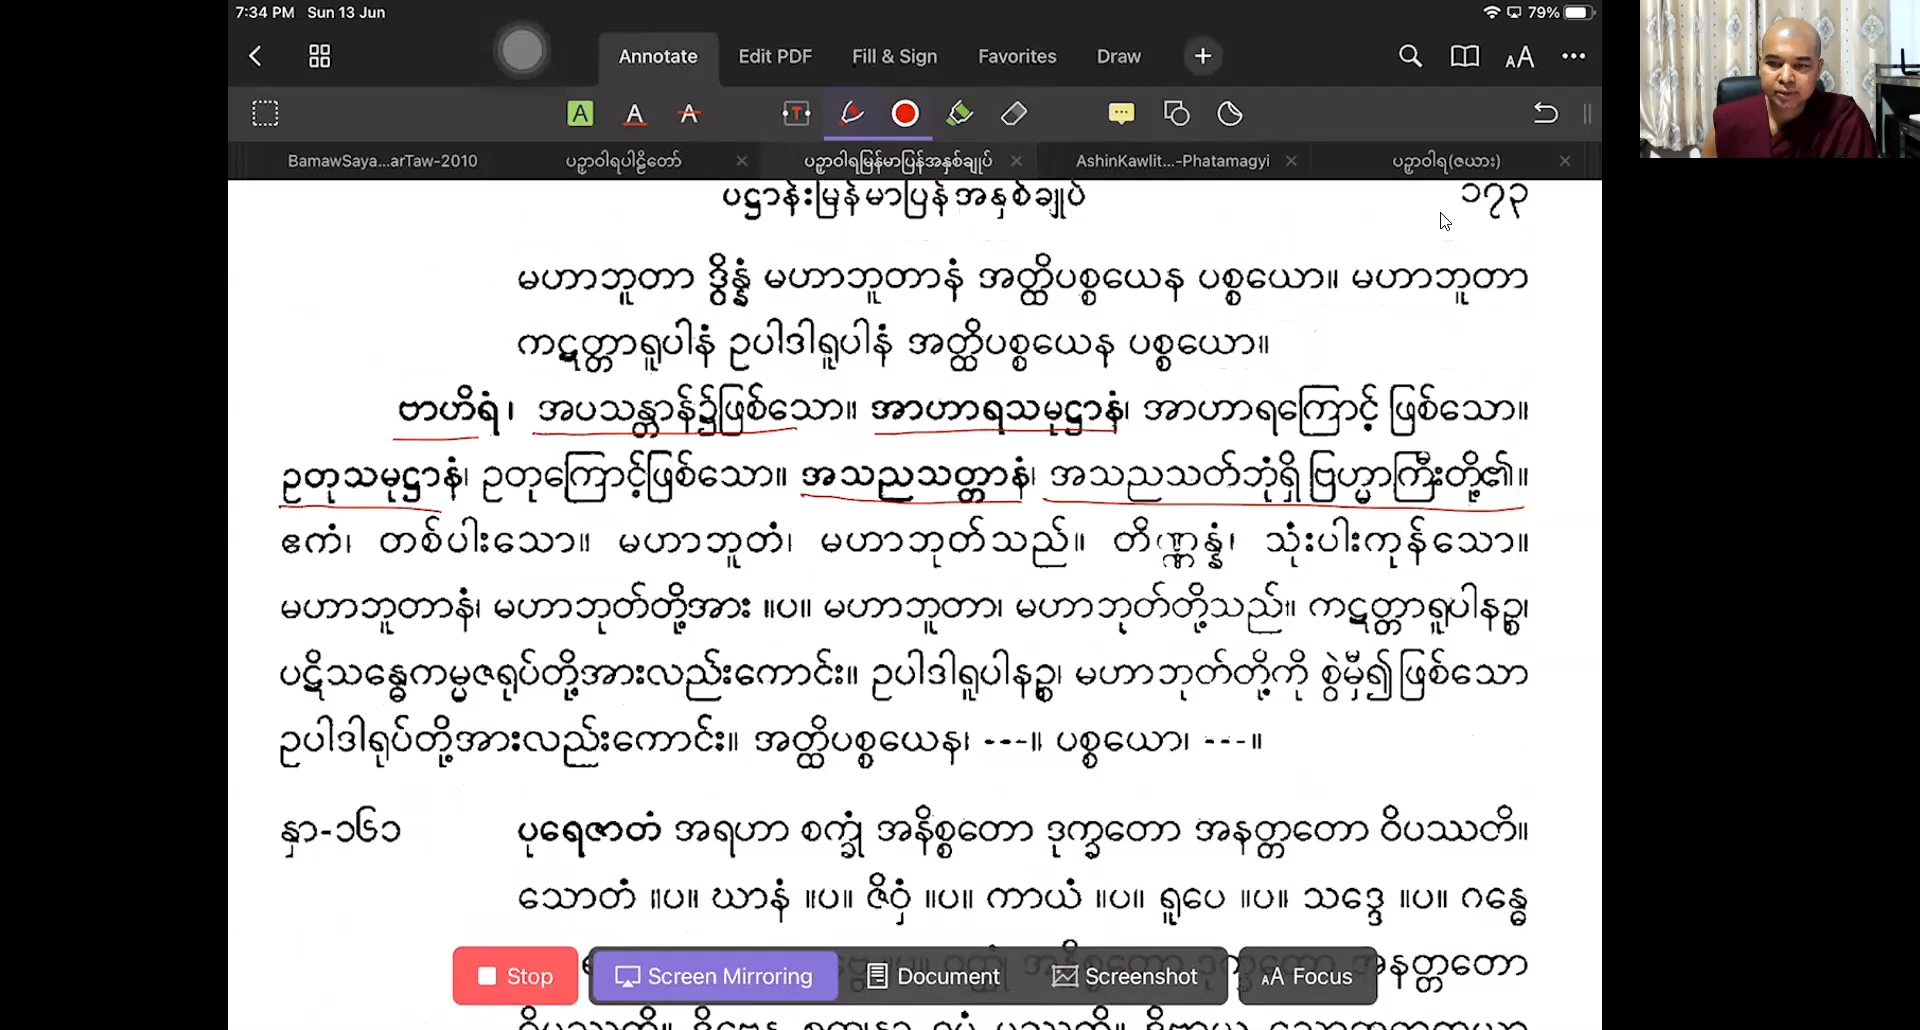 7:34 PM Sun 13 Jun 79%
Annotate Edit PDF Fill & Sign Favorites Draw
BamawSaya...arTaw-2010 ပဉှာဝါရပါဠိတော် ပဉှာဝါရမြန်မာပြန်အနှစ်ချုပ် AshinKawlit...-Phatamagyi ပဉှာဝါရ(ဇယား)
ပဋ္ဌာန်းမြန်မာပြန်အနှစ်ချုပ် ၁၇၃
မဟာဘူတာ ဒွိန္နံ မဟာဘူတာနံ အတ္ထိပစ္စယေန ပစ္စယော။ မဟာဘူတာ
ကဋတ္တာရူပါနံ ဥပါဒါရူပါနံ အတ္ထိပစ္စယေန ပစ္စယော။
ဗာဟိရံ၊ အပသန္တာန်၌ဖြစ်သော။ အာဟာရသမုဋ္ဌာနံ၊ အာဟာရကြောင့် ဖြစ်သော။
ဥတုသမုဋ္ဌာနံ၊ ဥတုကြောင့်ဖြစ်သော။ အသညသတ္တာနံ၊ အသညသတ်ဘုံရှိ ဗြဟ္မာကြီးတို့၏။
ဧကံ၊ တစ်ပါးသော။ မဟာဘူတံ၊ မဟာဘုတ်သည်။ တိဏ္ဏန္နံ၊ သုံးပါးကုန်သော။
မဟာဘူတာနံ၊ မဟာဘုတ်တို့အား ။ပ။ မဟာဘူတာ၊ မဟာဘုတ်တို့သည်။ ကဋတ္တာရူပါနဉ္စ၊
ပဋိသန္ဓေကမ္မဇရုပ်တို့အားလည်းကောင်း။ ဥပါဒါရူပါနဉ္စ၊ မဟာဘုတ်တို့ကို စွဲမှီ၍ဖြစ်သော
ဥပါဒါရုပ်တို့အားလည်းကောင်း။ အတ္ထိပစ္စယေန၊ ---။ ပစ္စယော၊ ---။
နှာ-၁၆၁ ပုရေဇာတံ အရဟာ စက္ခုံ အနိစ္စတော ဒုက္ခတော အနတ္တတော ဝိပဿတိ။
သောတံ ။ပ။ ဃာနံ ။ပ။ ဇိဝှံ ။ပ။ ကာယံ ။ပ။ ရူပေ ။ပ။ သဒ္ဒေ ။ပ။ ဂန္ဓေ
အနတ္တတော
Stop Screen Mirroring Document Screenshot AA Focus